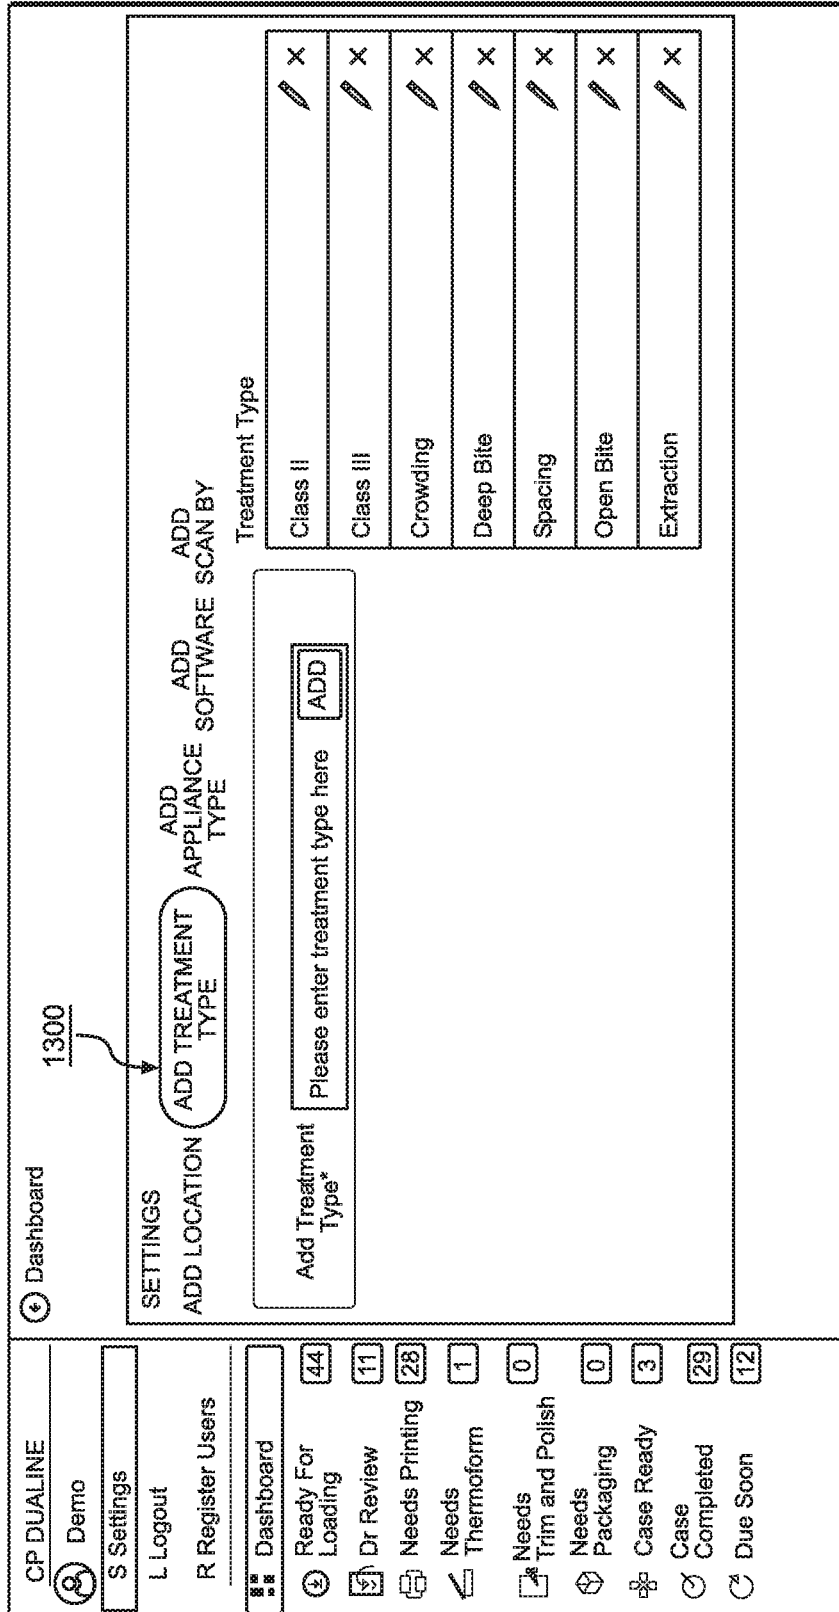 CP DUALINE
Demo
S Settings
L Logout
R Register Users
Dashboard
Ready For
Loading
44
Dr Review
11
Needs Printing
28
Needs
Thermoform
1
Needs
Trim and Polish
0
Needs
Packaging
0
Case Ready
3
Case
Completed
29
Due Soon
12
Dashboard
1300
SETTINGS
ADD LOCATION
ADD TREATMENT
TYPE
ADD
APPLIANCE
TYPE
ADD
SOFTWARE
ADD
SCAN BY
Add Treatment
Type*
Please enter treatment type here
ADD
Treatment Type
Class II
Class III
Crowding
Deep Bite
Spacing
Open Bite
Extraction